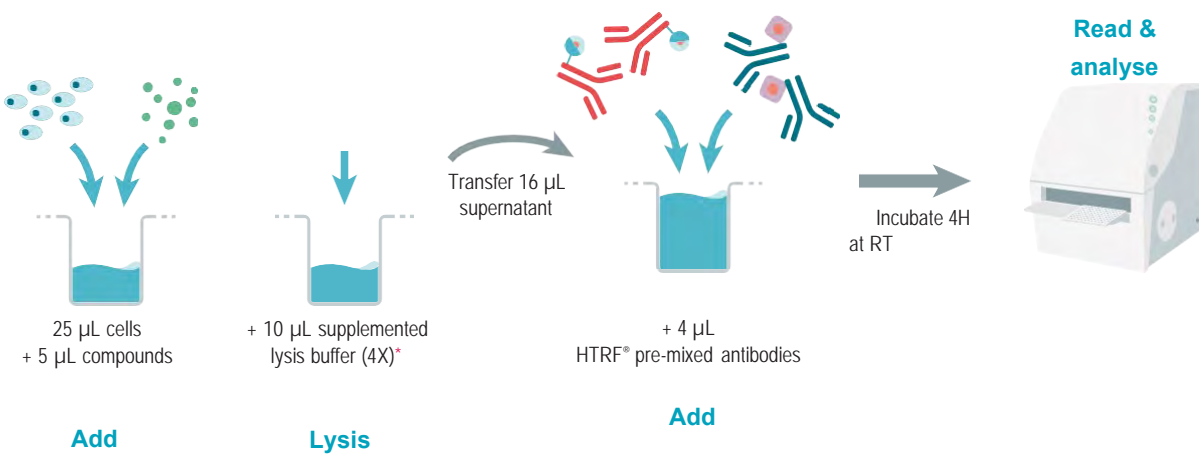 25 µL cells
+ 5 µL compounds
Add
+ 10 µL supplemented
lysis buffer (4X)*
Lysis
Transfer 16 µL
supernatant
+ 4 µL
HTRF® pre-mixed antibodies
Add
Incubate 4H
at RT
Read &
analyse